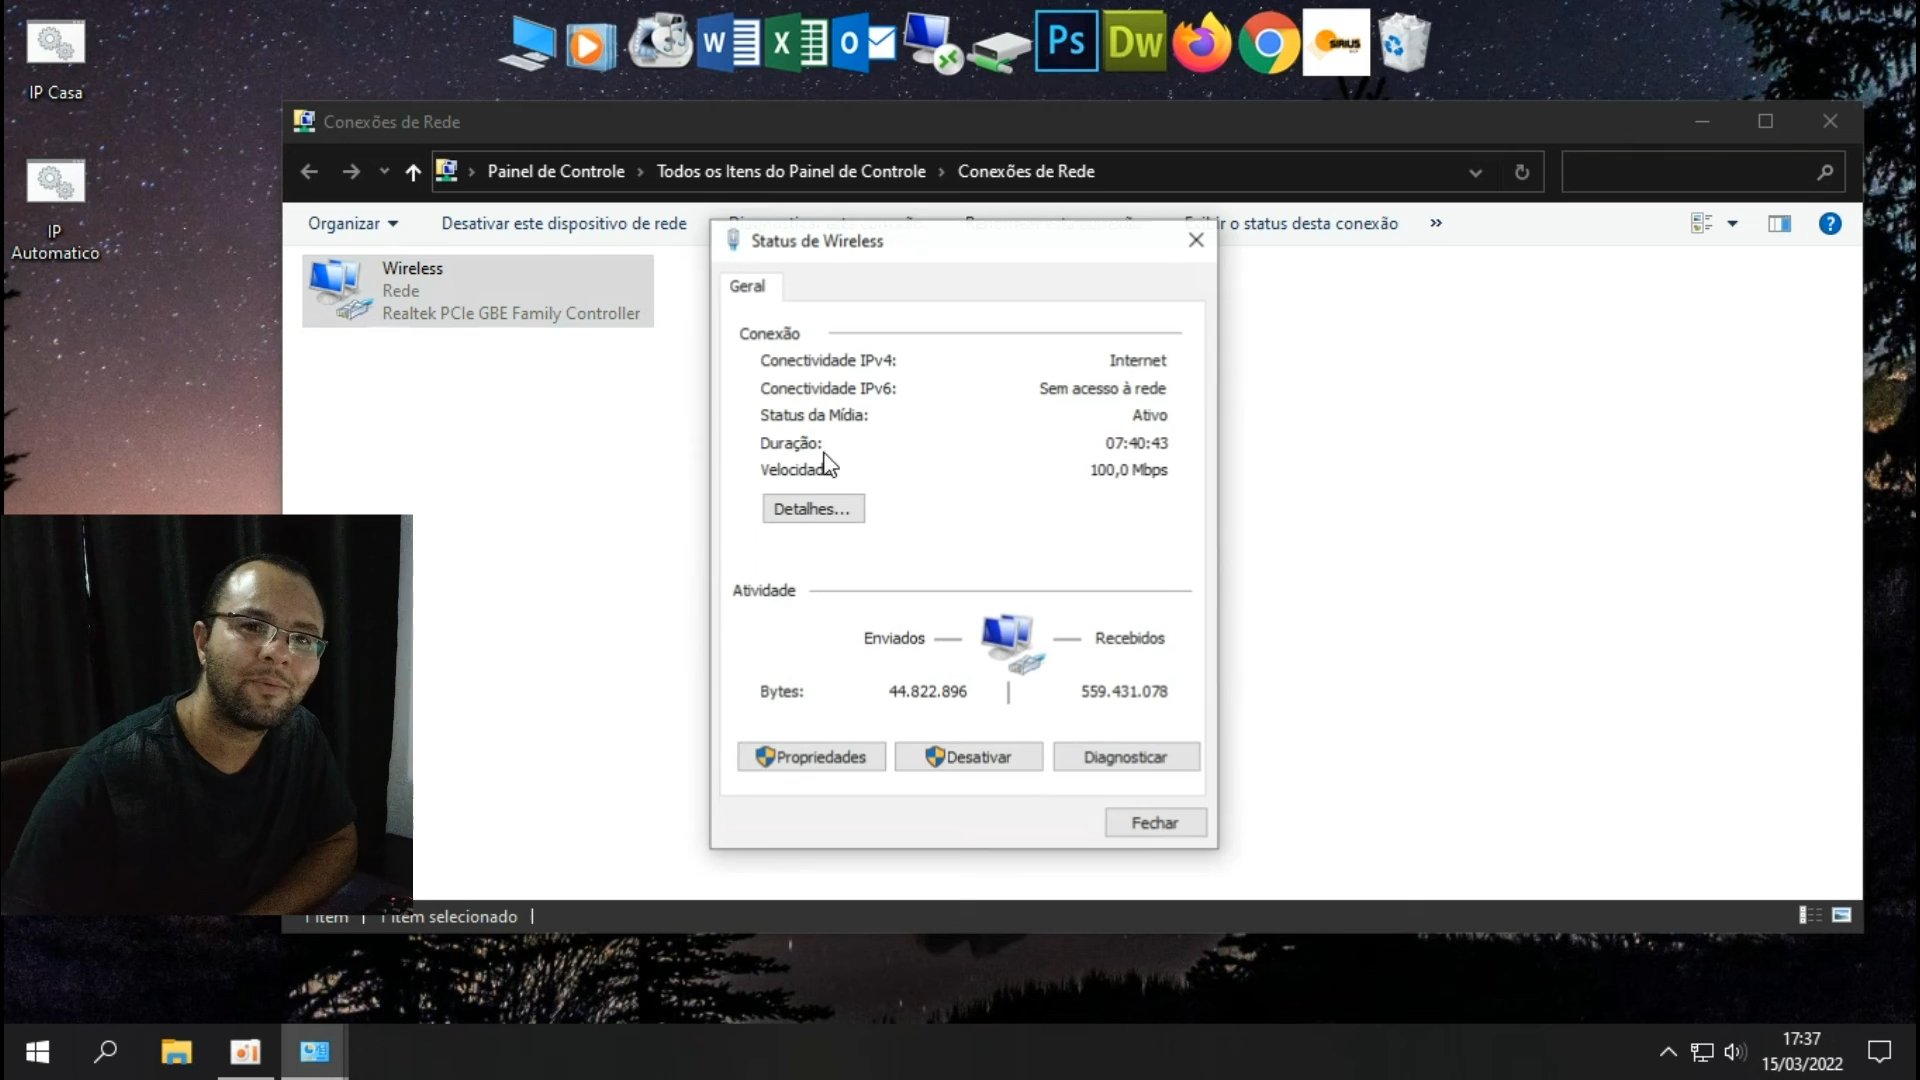 IP Casa
IP
Automatico
W
X
O
Ps
Dw
SIRIUS
Conexões de Rede
Painel de Controle
Todos os Itens do Painel de Controle
Conexões de Rede
Organizar
Desativar este dispositivo de rede
r o status desta conexão
»
Wireless
Rede
Realtek PCIe GBE Family Controller
Status de Wireless
Geral
Conexão
Conectividade IPv4: Internet
Conectividade IPv6: Sem acesso à rede
Status da Mídia: Ativo
Duração: 07:40:43
Velocidad 100,0 Mbps
Detalhes...
Atividade
Enviados
Recebidos
Bytes: 44.822.896 559.431.078
Propriedades
Desativar
Diagnosticar
Fechar
1 item
1 item selecionado
17:37
15/03/2022